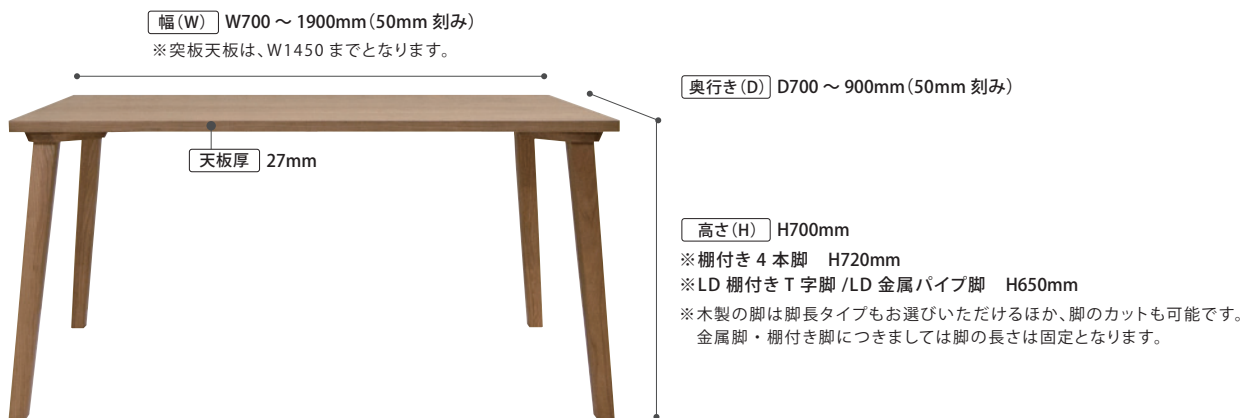 幅（W） W700 ～ 1900mm（50mm 刻み）
※突板天板は、W1450 までとなります。
奥行き（D） D700 ～ 900mm（50mm 刻み）
天板厚 27mm
高さ（H） H700mm
※棚付き 4 本脚　H720mm
※LD 棚付き T 字脚 /LD 金属パイプ脚　H650mm
※木製の脚は脚長タイプもお選びいただけるほか、脚のカットも可能です。
金属脚・棚付き脚につきましては脚の長さは固定となります。